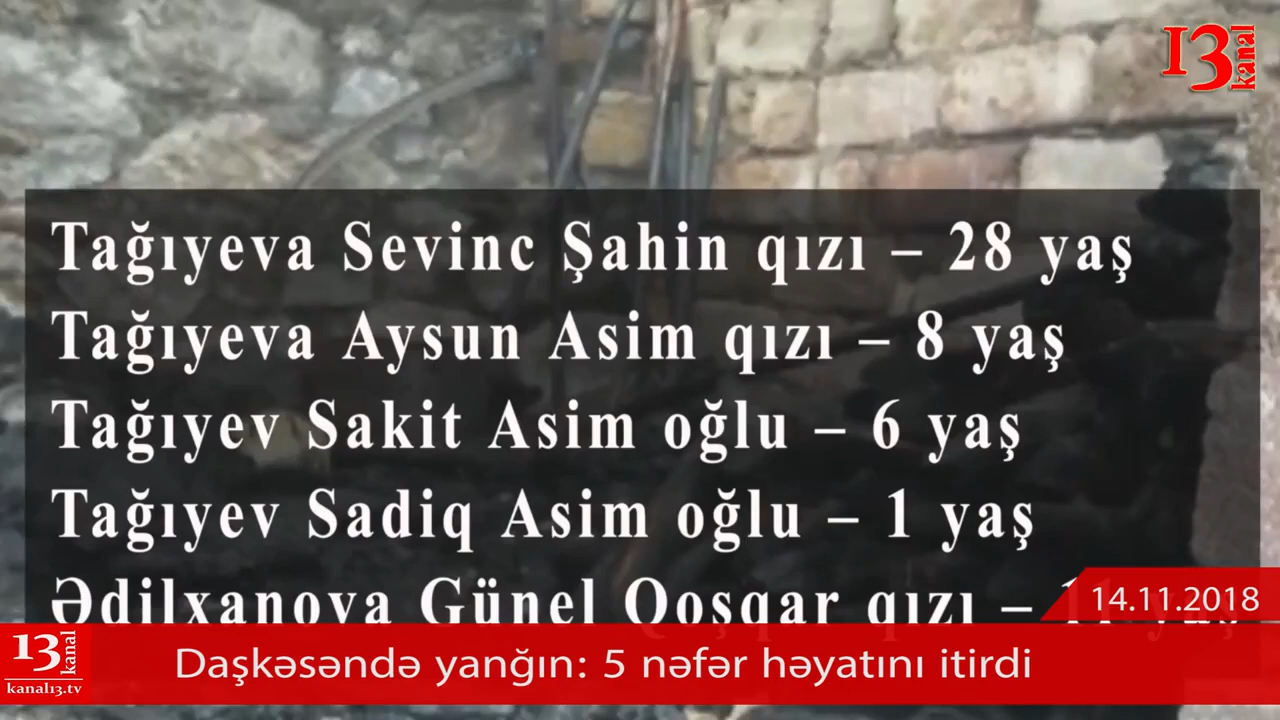 13 kanal
Tağıyeva Sevinc Şahin qızı – 28 yaş
Tağıyeva Aysun Asim qızı – 8 yaş
Tağıyev Sakit Asim oğlu – 6 yaş
Tağıyev Sadiq Asim oğlu – 1 yaş
Ədilxanova Günel Qoşqar qızı –
14.11.2018
13 kanal
kanal13.tv
Daşkəsəndə yanğın: 5 nəfər həyatını itirdi